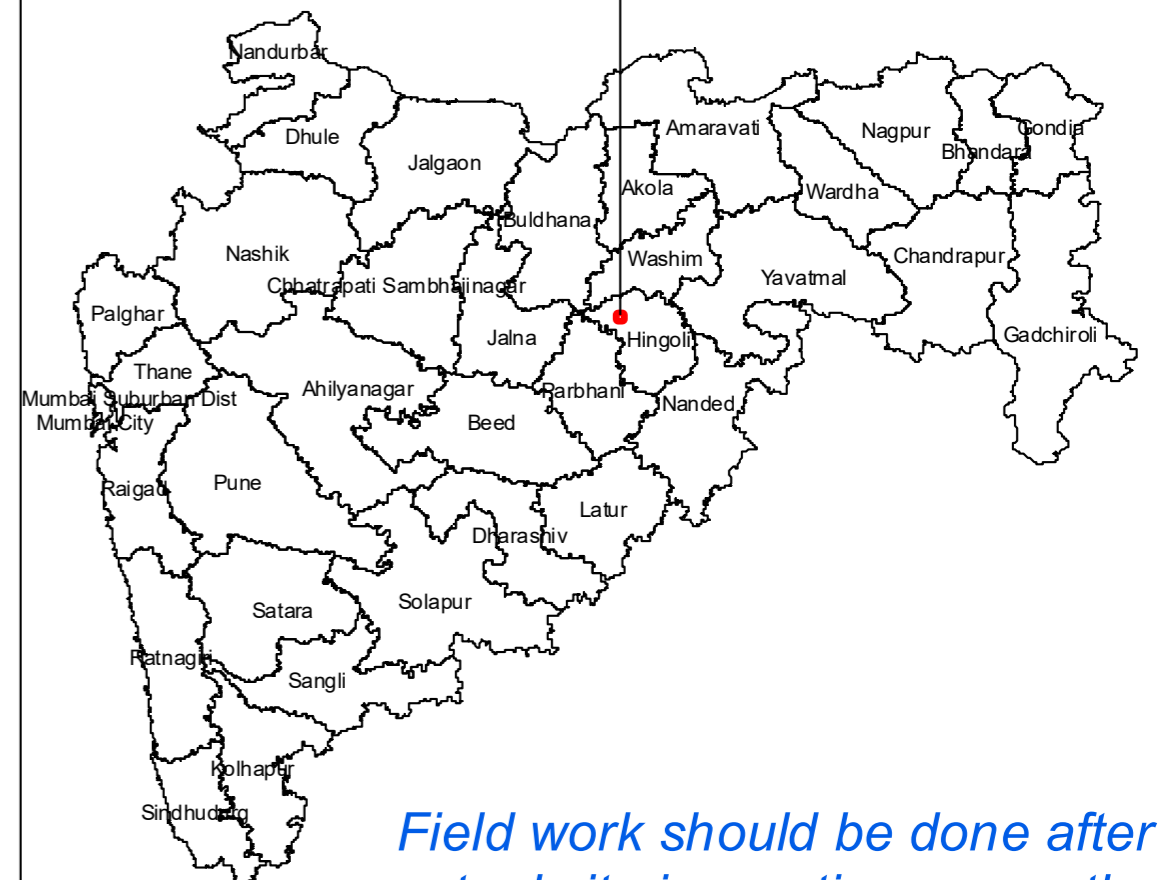 Nandurbar
Dhule
Jalgaon
Amaravati
Nagpur
Gondia
Bhandara
Akola
Wardha
Buldhana
Nashik
Washim
Chandrapur
Chhatrapati Sambhajinagar
Yavatmal
Palghar
Jalna
Hingoli
Gadchiroli
Thane
Ahilyanagar
Parbhani
Mumbai Suburban Dist
Nanded
Mumbai City
Beed
Raigad
Pune
Latur
Dharashiv
Solapur
Satara
Ratnagiri
Sangli
Kolhapur
Sindhudurg
Field work should be done after